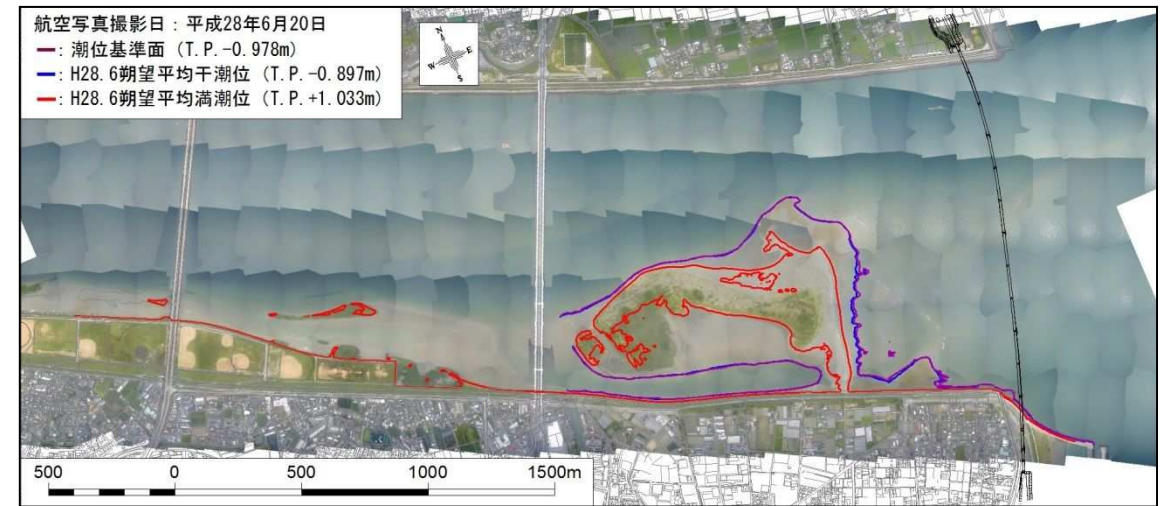 航空写真撮影日：平成28年6月20日
━：潮位基準面（T.P.-0.978m）
━：H28.6朔望平均干潮位（T.P.-0.897m）
━：H28.6朔望平均満潮位（T.P.+1.033m）
N
W E
S
500 0 500 1000 1500m